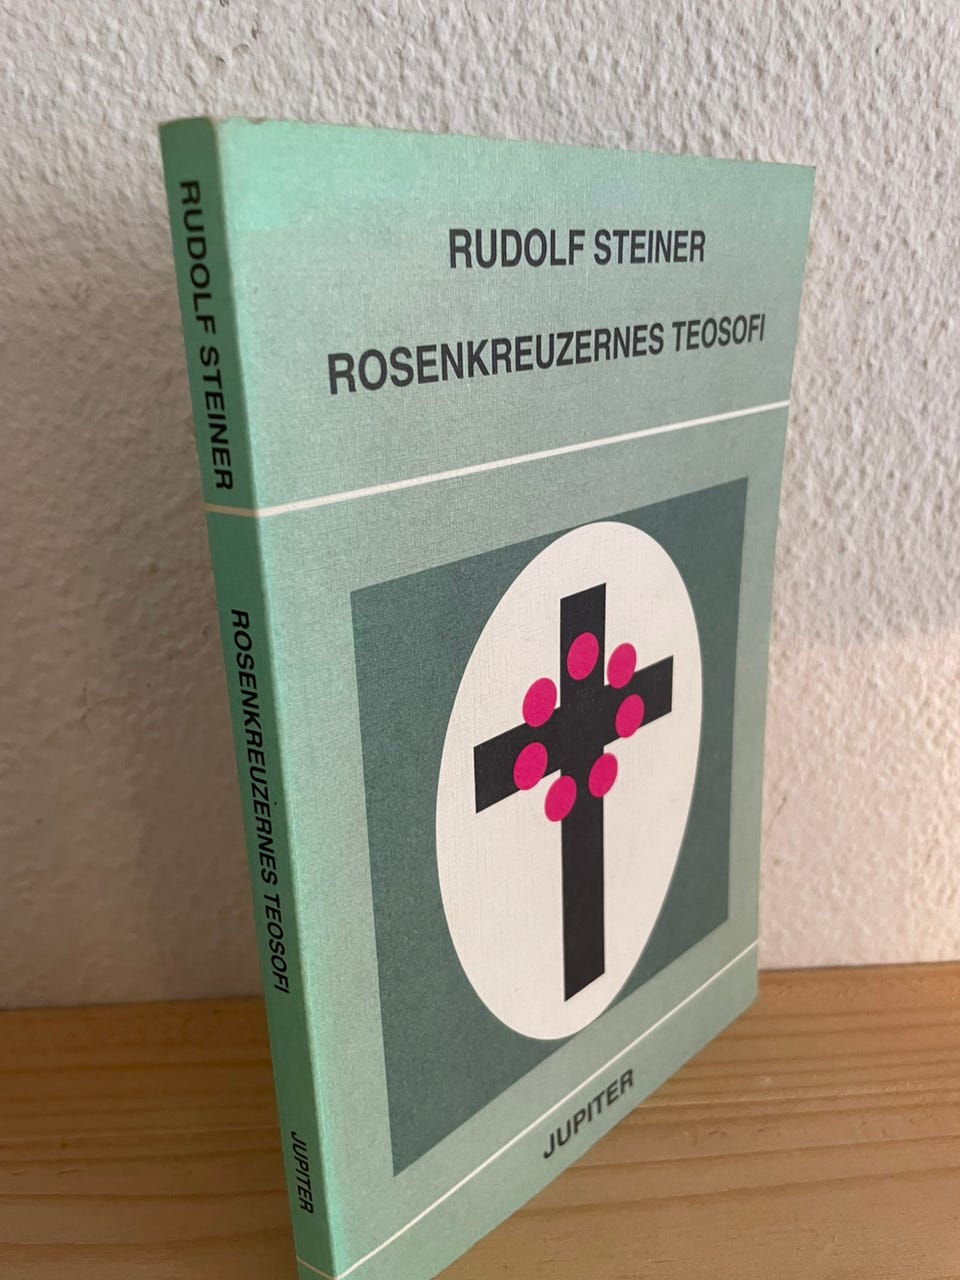 RUDOLF STEINER
ROSENKREUZERNES TEOSOFI
JUPITER
RUDOLF STEINER
ROSENKREUZERNES TEOSOFI
JUPITER